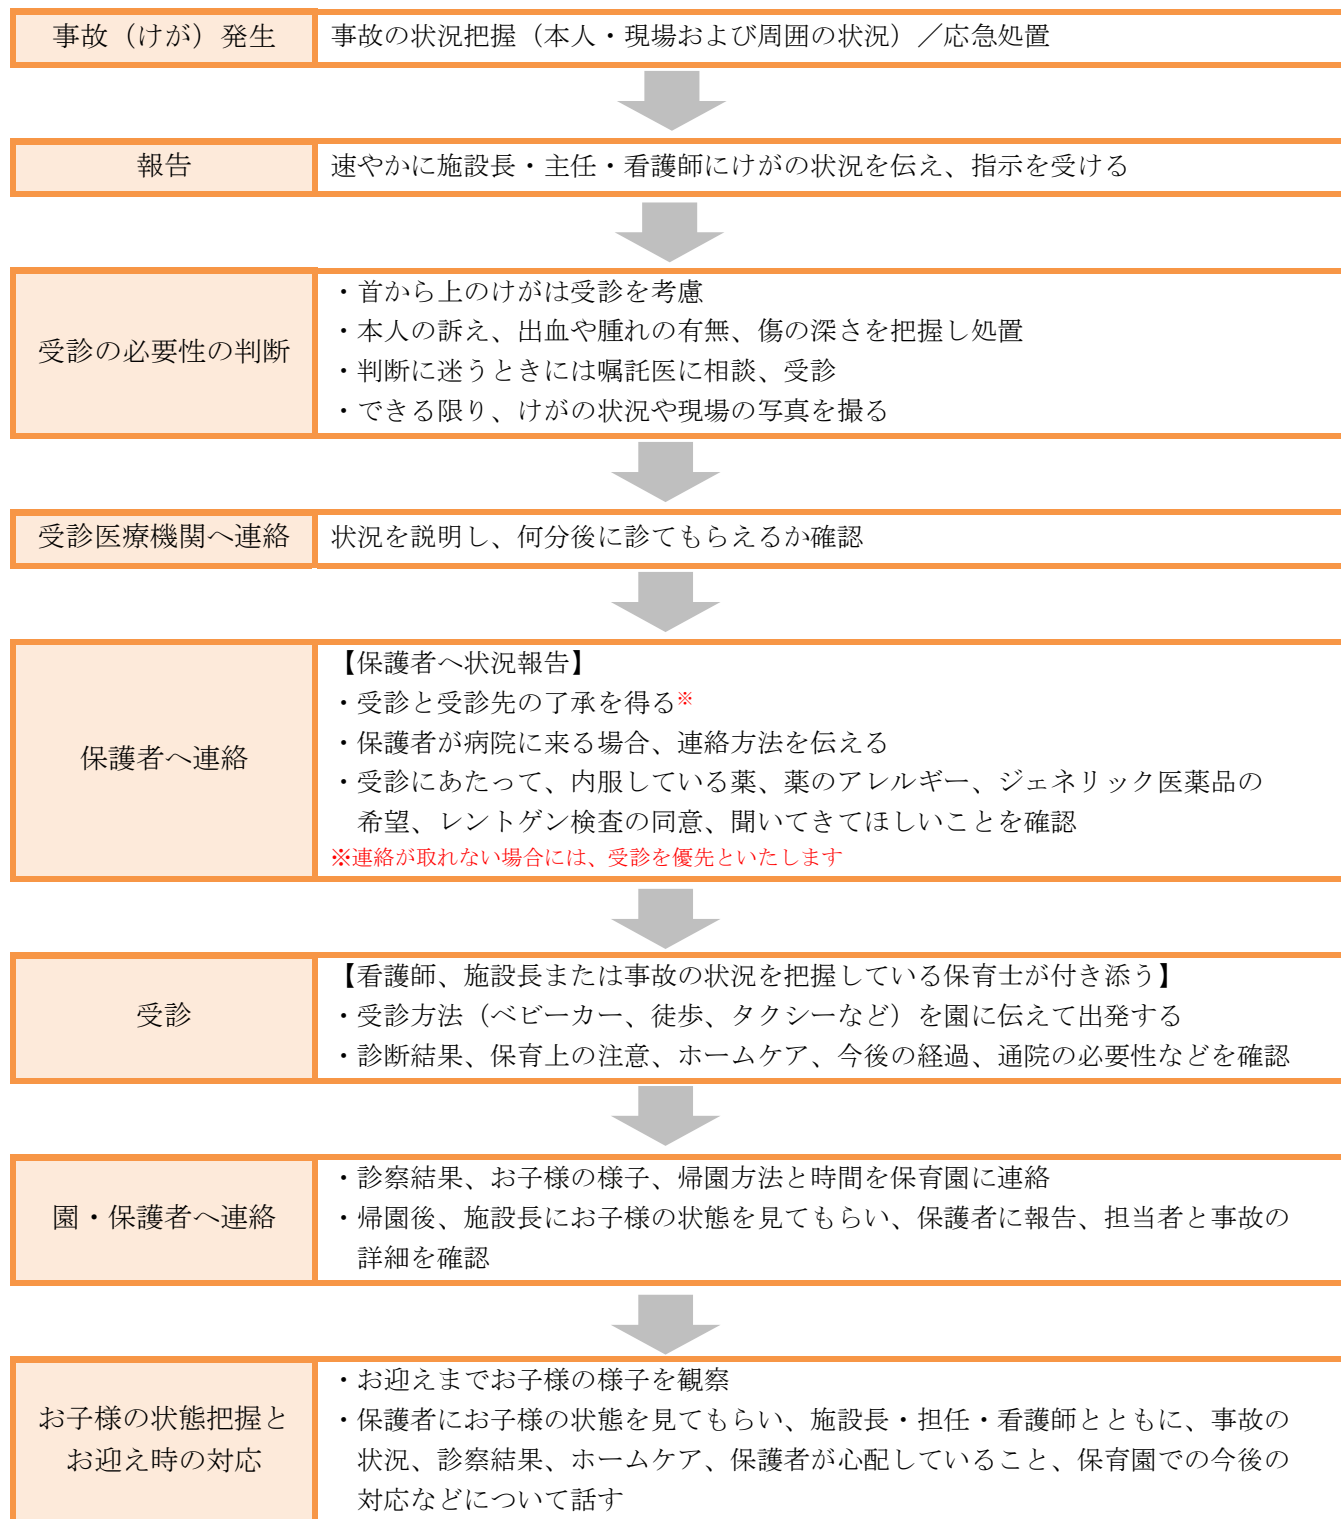 事故（けが）発生
事故の状況把握（本人・現場および周囲の状況）／応急処置
報告
速やかに施設長・主任・看護師にけがの状況を伝え、指示を受ける
受診の必要性の判断
・首から上のけがは受診を考慮
・本人の訴え、出血や腫れの有無、傷の深さを把握し処置
・判断に迷うときには嘱託医に相談、受診
・できる限り、けがの状況や現場の写真を撮る
受診医療機関へ連絡
状況を説明し、何分後に診てもらえるか確認
保護者へ連絡
【保護者へ状況報告】
・受診と受診先の了承を得る※
・保護者が病院に来る場合、連絡方法を伝える
・受診にあたって、内服している薬、薬のアレルギー、ジェネリック医薬品の
希望、レントゲン検査の同意、聞いてきてほしいことを確認
※連絡が取れない場合には、受診を優先といたします
受診
【看護師、施設長または事故の状況を把握している保育士が付き添う】
・受診方法（ベビーカー、徒歩、タクシーなど）を園に伝えて出発する
・診断結果、保育上の注意、ホームケア、今後の経過、通院の必要性などを確認
園・保護者へ連絡
・診察結果、お子様の様子、帰園方法と時間を保育園に連絡
・帰園後、施設長にお子様の状態を見てもらい、保護者に報告、担当者と事故の
詳細を確認
お子様の状態把握と
お迎え時の対応
・お迎えまでお子様の様子を観察
・保護者にお子様の状態を見てもらい、施設長・担任・看護師とともに、事故の
状況、診察結果、ホームケア、保護者が心配していること、保育園での今後の
対応などについて話す